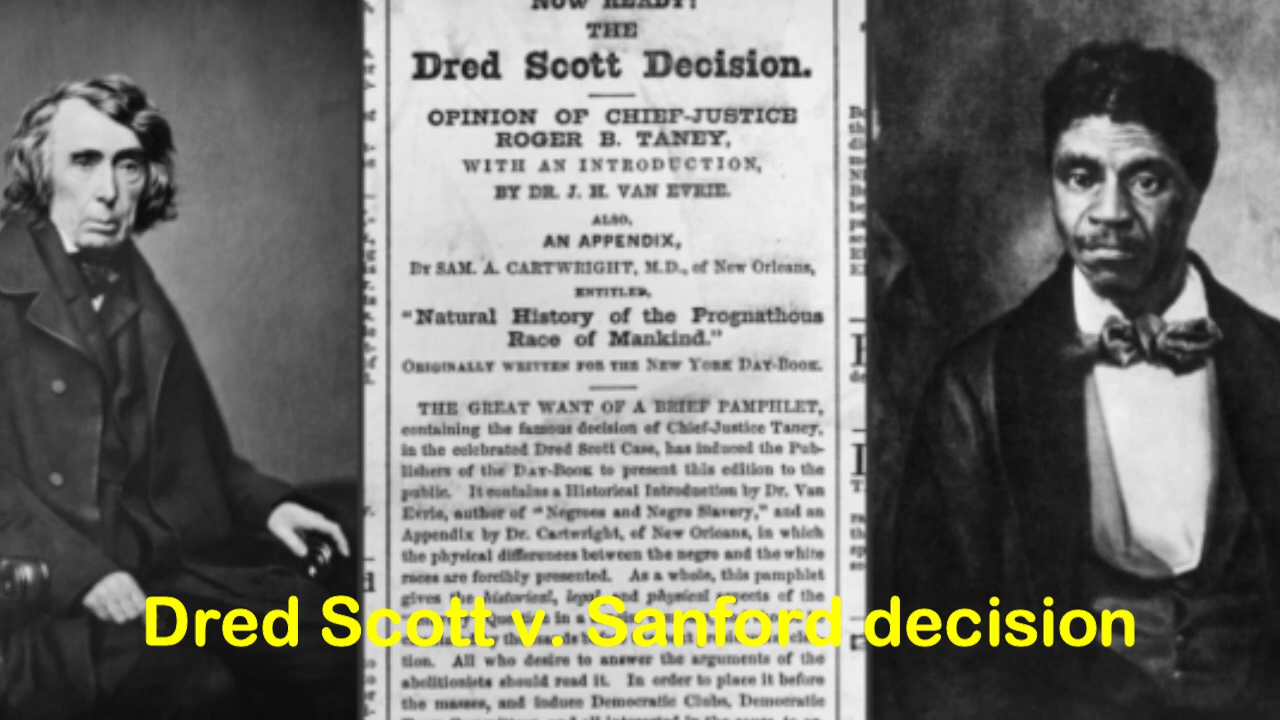 NOW READY!
THE
Dred Scott Decision.
OPINION OF CHIEF-JUSTICE
ROGER B. TANEY,
WITH AN INTRODUCTION,
BY DR. J. H. VAN EVRIE.
ALSO,
AN APPENDIX,
By SAM. A. CARTWRIGHT, M.D., of New Orleans,
ENTITLED,
"Natural History of the Prognathous
Race of Mankind."
ORIGINALLY WRITTEN FOR THE NEW YORK DAY-BOOK.
THE GREAT WANT OF A BRIEF PAMPHLET,
containing the famous decision of Chief-Justice Taney,
in the celebrated Dred Scott Case, has induced the Pub-
lishers of the DAY-BOOK to present this edition to the
public. It contains a Historical Introduction by Dr. Van
Evrie, author of "Negroes and Negro Slavery," and an
Appendix by Dr. Cartwright, of New Orleans, in which
the physical differences between the negro and the white
races are forcibly presented. As a whole, this pamphlet
gives the historical, legal and physical aspects of the
Dred Scott v. Sanford decision
tion. All who desire to answer the arguments of the
abolitionists should read it. In order to place it before
the masses, and induce Democratic Clubs, Democratic